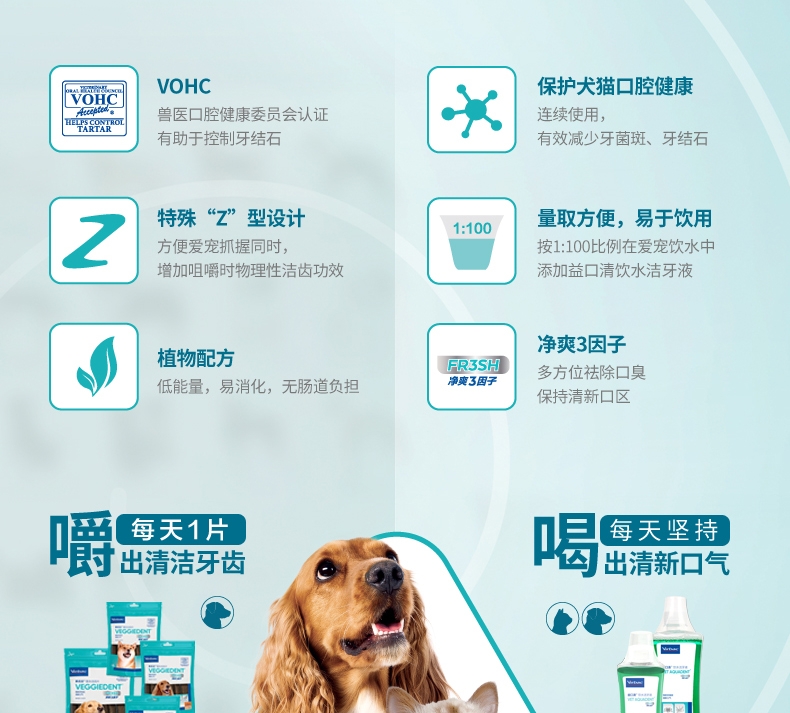 VETERINARY
ORAL HEALTH COUNCIL
VOHC
Accepted
HELPS CONTROL
TARTAR
VOHC
兽医口腔健康委员会认证
有助于控制牙结石
保护犬猫口腔健康
连续使用，
有效减少牙菌斑、牙结石
特殊“Z”型设计
方便爱宠抓握同时，
增加咀嚼时物理性洁齿功效
1:100
量取方便，易于饮用
按1:100比例在爱宠饮水中
添加益口清饮水洁牙液
植物配方
低能量，易消化，无肠道负担
FR3SH
净爽3因子
净爽3因子
多方位祛除口臭
保持清新口区
嚼 每天1片
出清洁牙齿
喝 每天坚持
出清新口气
Virbac
VEGGIEDENT
Virbac
VEGGIEDENT
Virbac
VEGGIEDENT
Virbac
Virbac